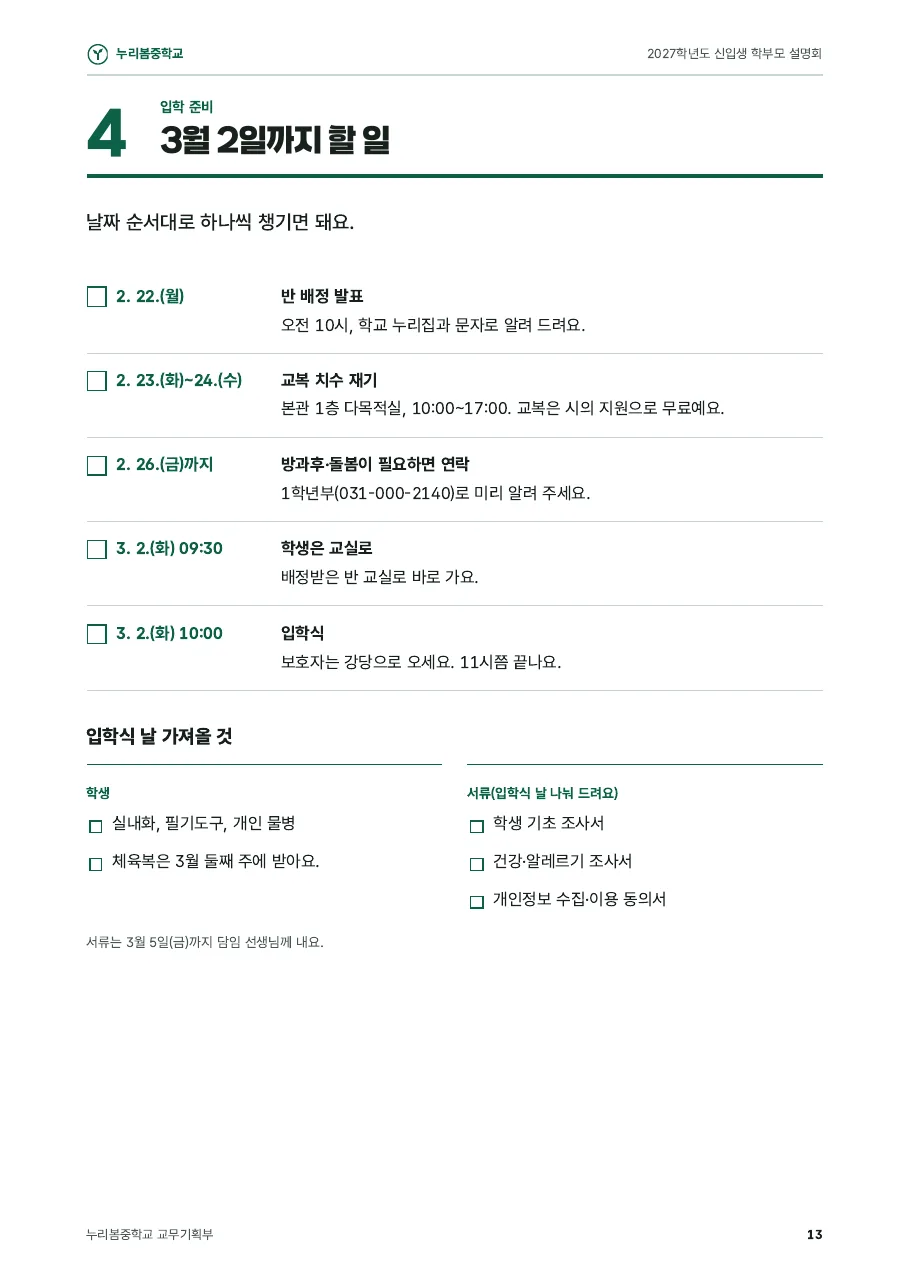 누리봄중학교
2027학년도 신입생 학부모 설명회
4
입학 준비
3월 2일까지 할 일
날짜 순서대로 하나씩 챙기면 돼요.
2. 22.(월)
반 배정 발표
오전 10시, 학교 누리집과 문자로 알려 드려요.
2. 23.(화)~24.(수)
교복 치수 재기
본관 1층 다목적실, 10:00~17:00. 교복은 시의 지원으로 무료예요.
2. 26.(금)까지
방과후·돌봄이 필요하면 연락
1학년부(031-000-2140)로 미리 알려 주세요.
3. 2.(화) 09:30
학생은 교실로
배정받은 반 교실로 바로 가요.
3. 2.(화) 10:00
입학식
보호자는 강당으로 오세요. 11시쯤 끝나요.
입학식 날 가져올 것
학생
실내화, 필기도구, 개인 물병
체육복은 3월 둘째 주에 받아요.
서류(입학식 날 나눠 드려요)
학생 기초 조사서
건강·알레르기 조사서
개인정보 수집·이용 동의서
서류는 3월 5일(금)까지 담임 선생님께 내요.
누리봄중학교 교무기획부
13